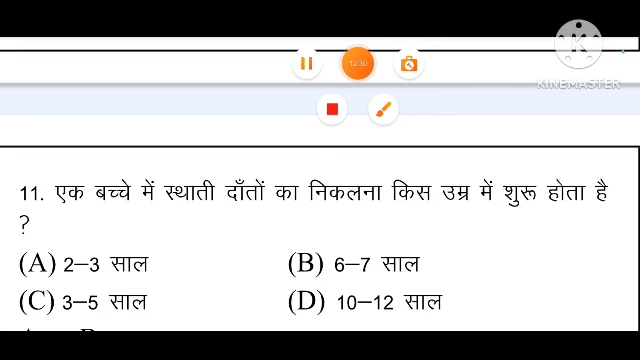 12:30
K
KINEMASTER
11. एक बच्चे में स्थाती दाँतों का निकलना किस उम्र में शुरू होता है
?
(A) 2–3 साल (B) 6–7 साल
(C) 3–5 साल (D) 10–12 साल